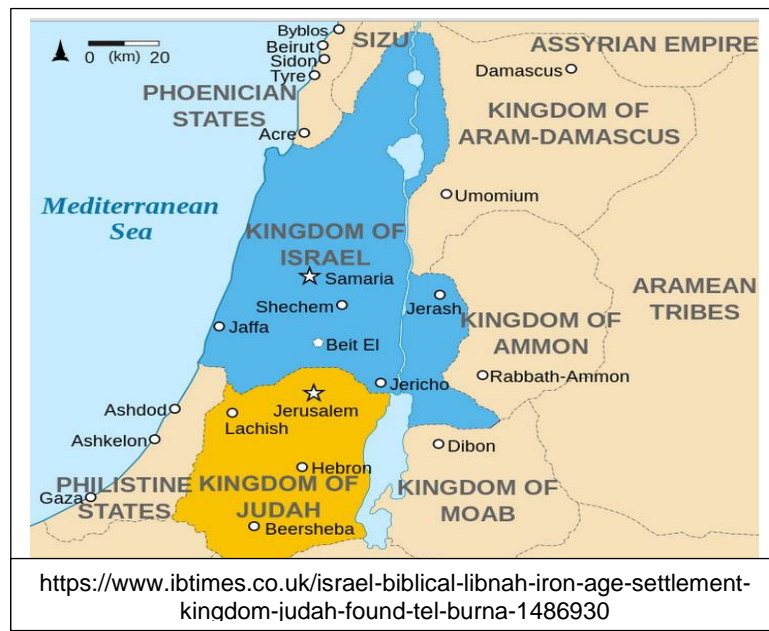 Byblos
SIZU
Beirut
ASSYRIAN EMPIRE
0 (km) 20
Sidon
Damascus
Tyre
PHOENICIAN
STATES
KINGDOM OF
ARAM-DAMASCUS
Acre
Umomium
Mediterranean
Sea
KINGDOM OF
ISRAEL
Samaria
ARAMEAN
TRIBES
Shechem
Jerash
KINGDOM OF
AMMON
Jaffa
Beit El
Rabbath-Ammon
Jericho
Ashdod
Jerusalem
Lachish
Ashkelon
Dibon
Hebron
PHILISTINE
STATES
KINGDOM OF
JUDAH
KINGDOM OF
MOAB
Gaza
Beersheba
https://www.ibtimes.co.uk/israel-biblical-libnah-iron-age-settlement-
kingdom-judah-found-tel-burna-1486930